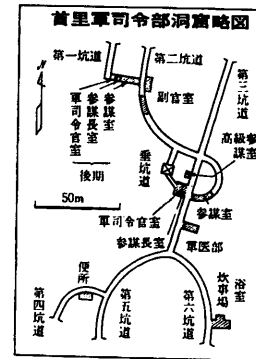 首里軍司令部洞窟略図
第一坑道
第二坑道
第三坑道
副官室
参謀室
参謀長室
軍司令官室
後期
50m
高級参
謀室
垂坑道
参謀室
軍司令官室
参謀長室
軍医部
便所
炊事場
浴室
第四坑道
第五坑道
第六坑道